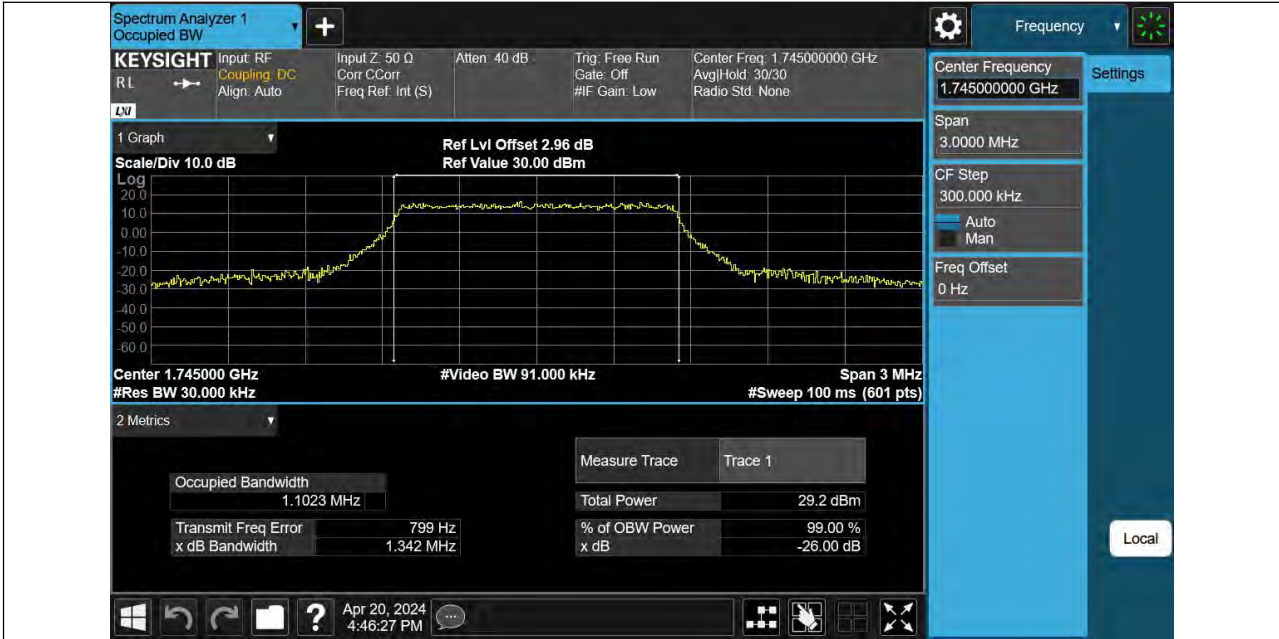 Spectrum Analyzer 1
Occupied BW
+
Frequency
KEYSIGHT
RL
LXI
Input: RF
Coupling: DC
Align: Auto
Input Z: 50 Ω
Corr CCorr
Freq Ref: Int (S)
Atten: 40 dB
Trig: Free Run
Gate: Off
#IF Gain: Low
Center Freq: 1.745000000 GHz
Avg|Hold: 30/30
Radio Std: None
Center Frequency
1.745000000 GHz
Settings
Span
3.0000 MHz
CF Step
300.000 kHz
Auto
Man
Freq Offset
0 Hz
Local
1 Graph
Scale/Div 10.0 dB
Ref Lvl Offset 2.96 dB
Ref Value 30.00 dBm
Log
20.0
10.0
0.00
-10.0
-20.0
-30.0
-40.0
-50.0
-60.0
Center 1.745000 GHz
#Video BW 91.000 kHz
Span 3 MHz
#Res BW 30.000 kHz
#Sweep 100 ms (601 pts)
2 Metrics
Measure Trace Trace 1
Occupied Bandwidth
1.1023 MHz
Total Power 29.2 dBm
Transmit Freq Error 799 Hz
% of OBW Power 99.00 %
x dB Bandwidth 1.342 MHz
x dB -26.00 dB
?
Apr 20, 2024
4:46:27 PM